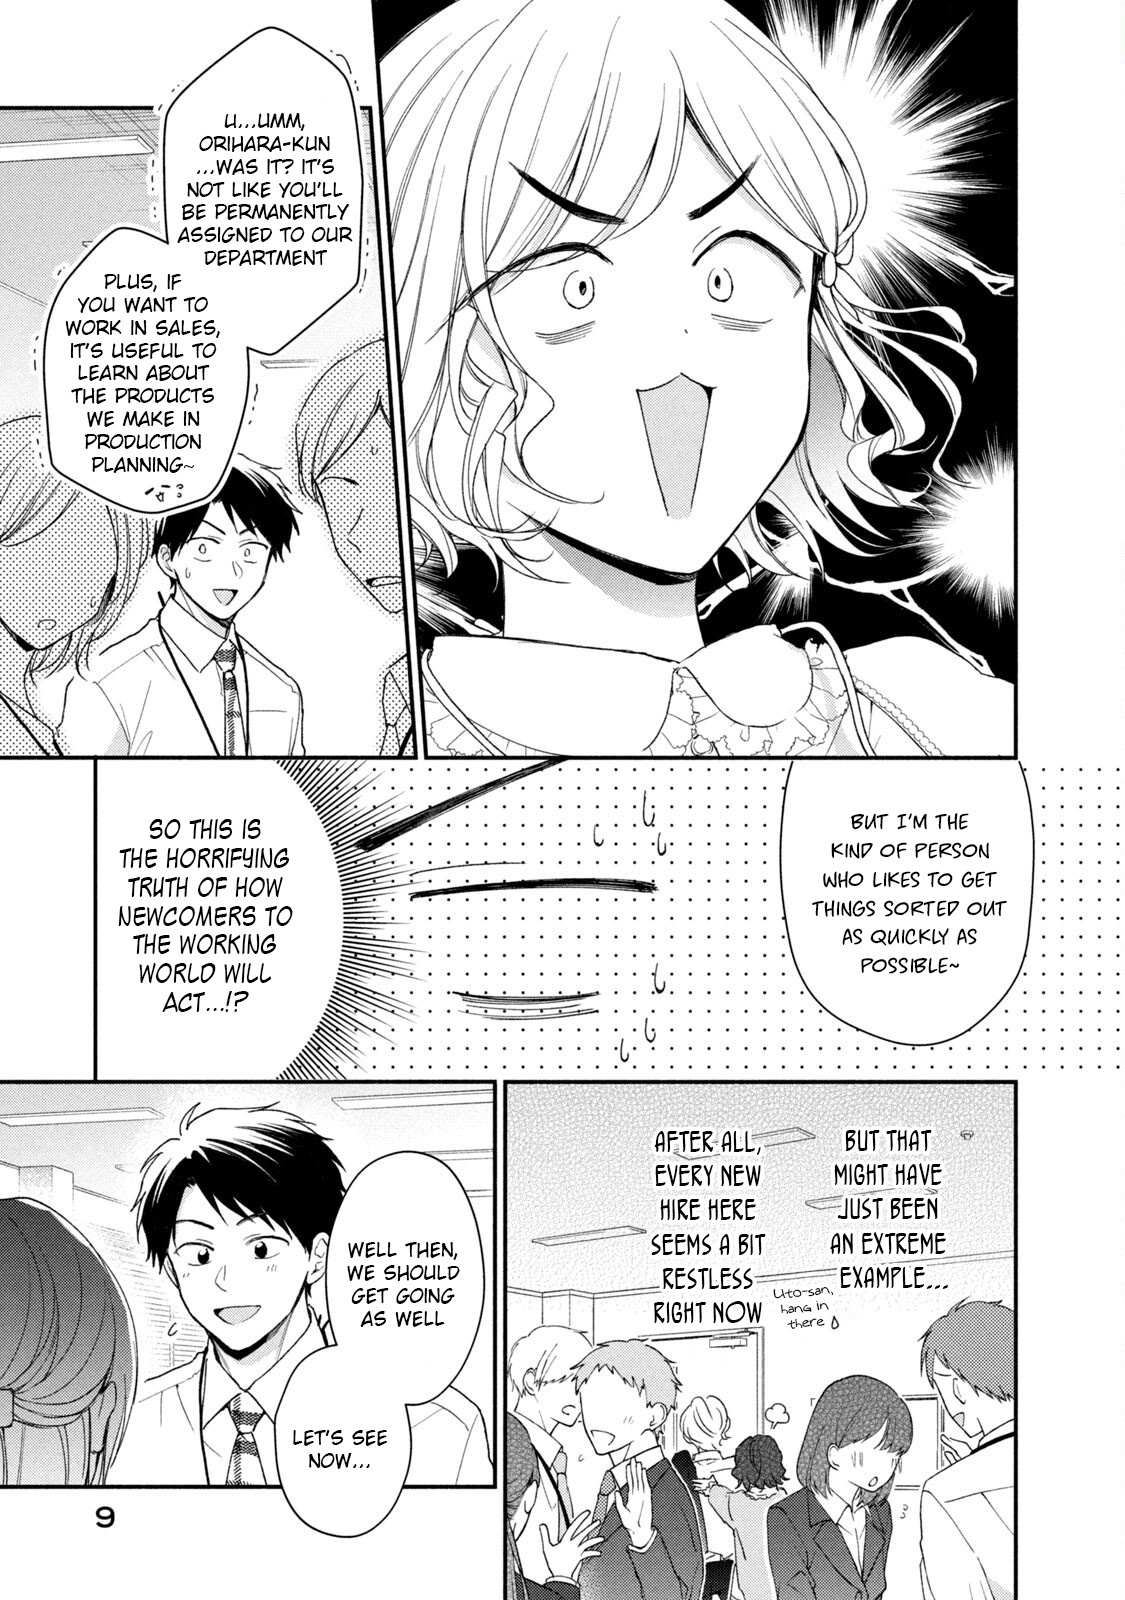 U...UMM,
ORIHARA-KUN
...WAS IT? IT'S
NOT LIKE YOU'LL
BE PERMANENTLY
ASSIGNED TO OUR
DEPARTMENT
PLUS, IF
YOU WANT TO
WORK IN SALES,
IT'S USEFUL TO
LEARN ABOUT
THE PRODUCTS
WE MAKE IN
PRODUCTION
PLANNING~
BUT I'M THE
KIND OF PERSON
WHO LIKES TO GET
THINGS SORTED OUT
AS QUICKLY AS
POSSIBLE~
SO THIS IS
THE HORRIFYING
TRUTH OF HOW
NEWCOMERS TO
THE WORKING
WORLD WILL
ACT...!?
BUT THAT
MIGHT HAVE
JUST BEEN
AN EXTREME
EXAMPLE...
AFTER ALL,
EVERY NEW
HIRE HERE
SEEMS A BIT
RESTLESS
RIGHT NOW
Uto-san,
hang in
there
WELL THEN,
WE SHOULD
GET GOING
AS WELL
LET'S SEE
NOW...
9